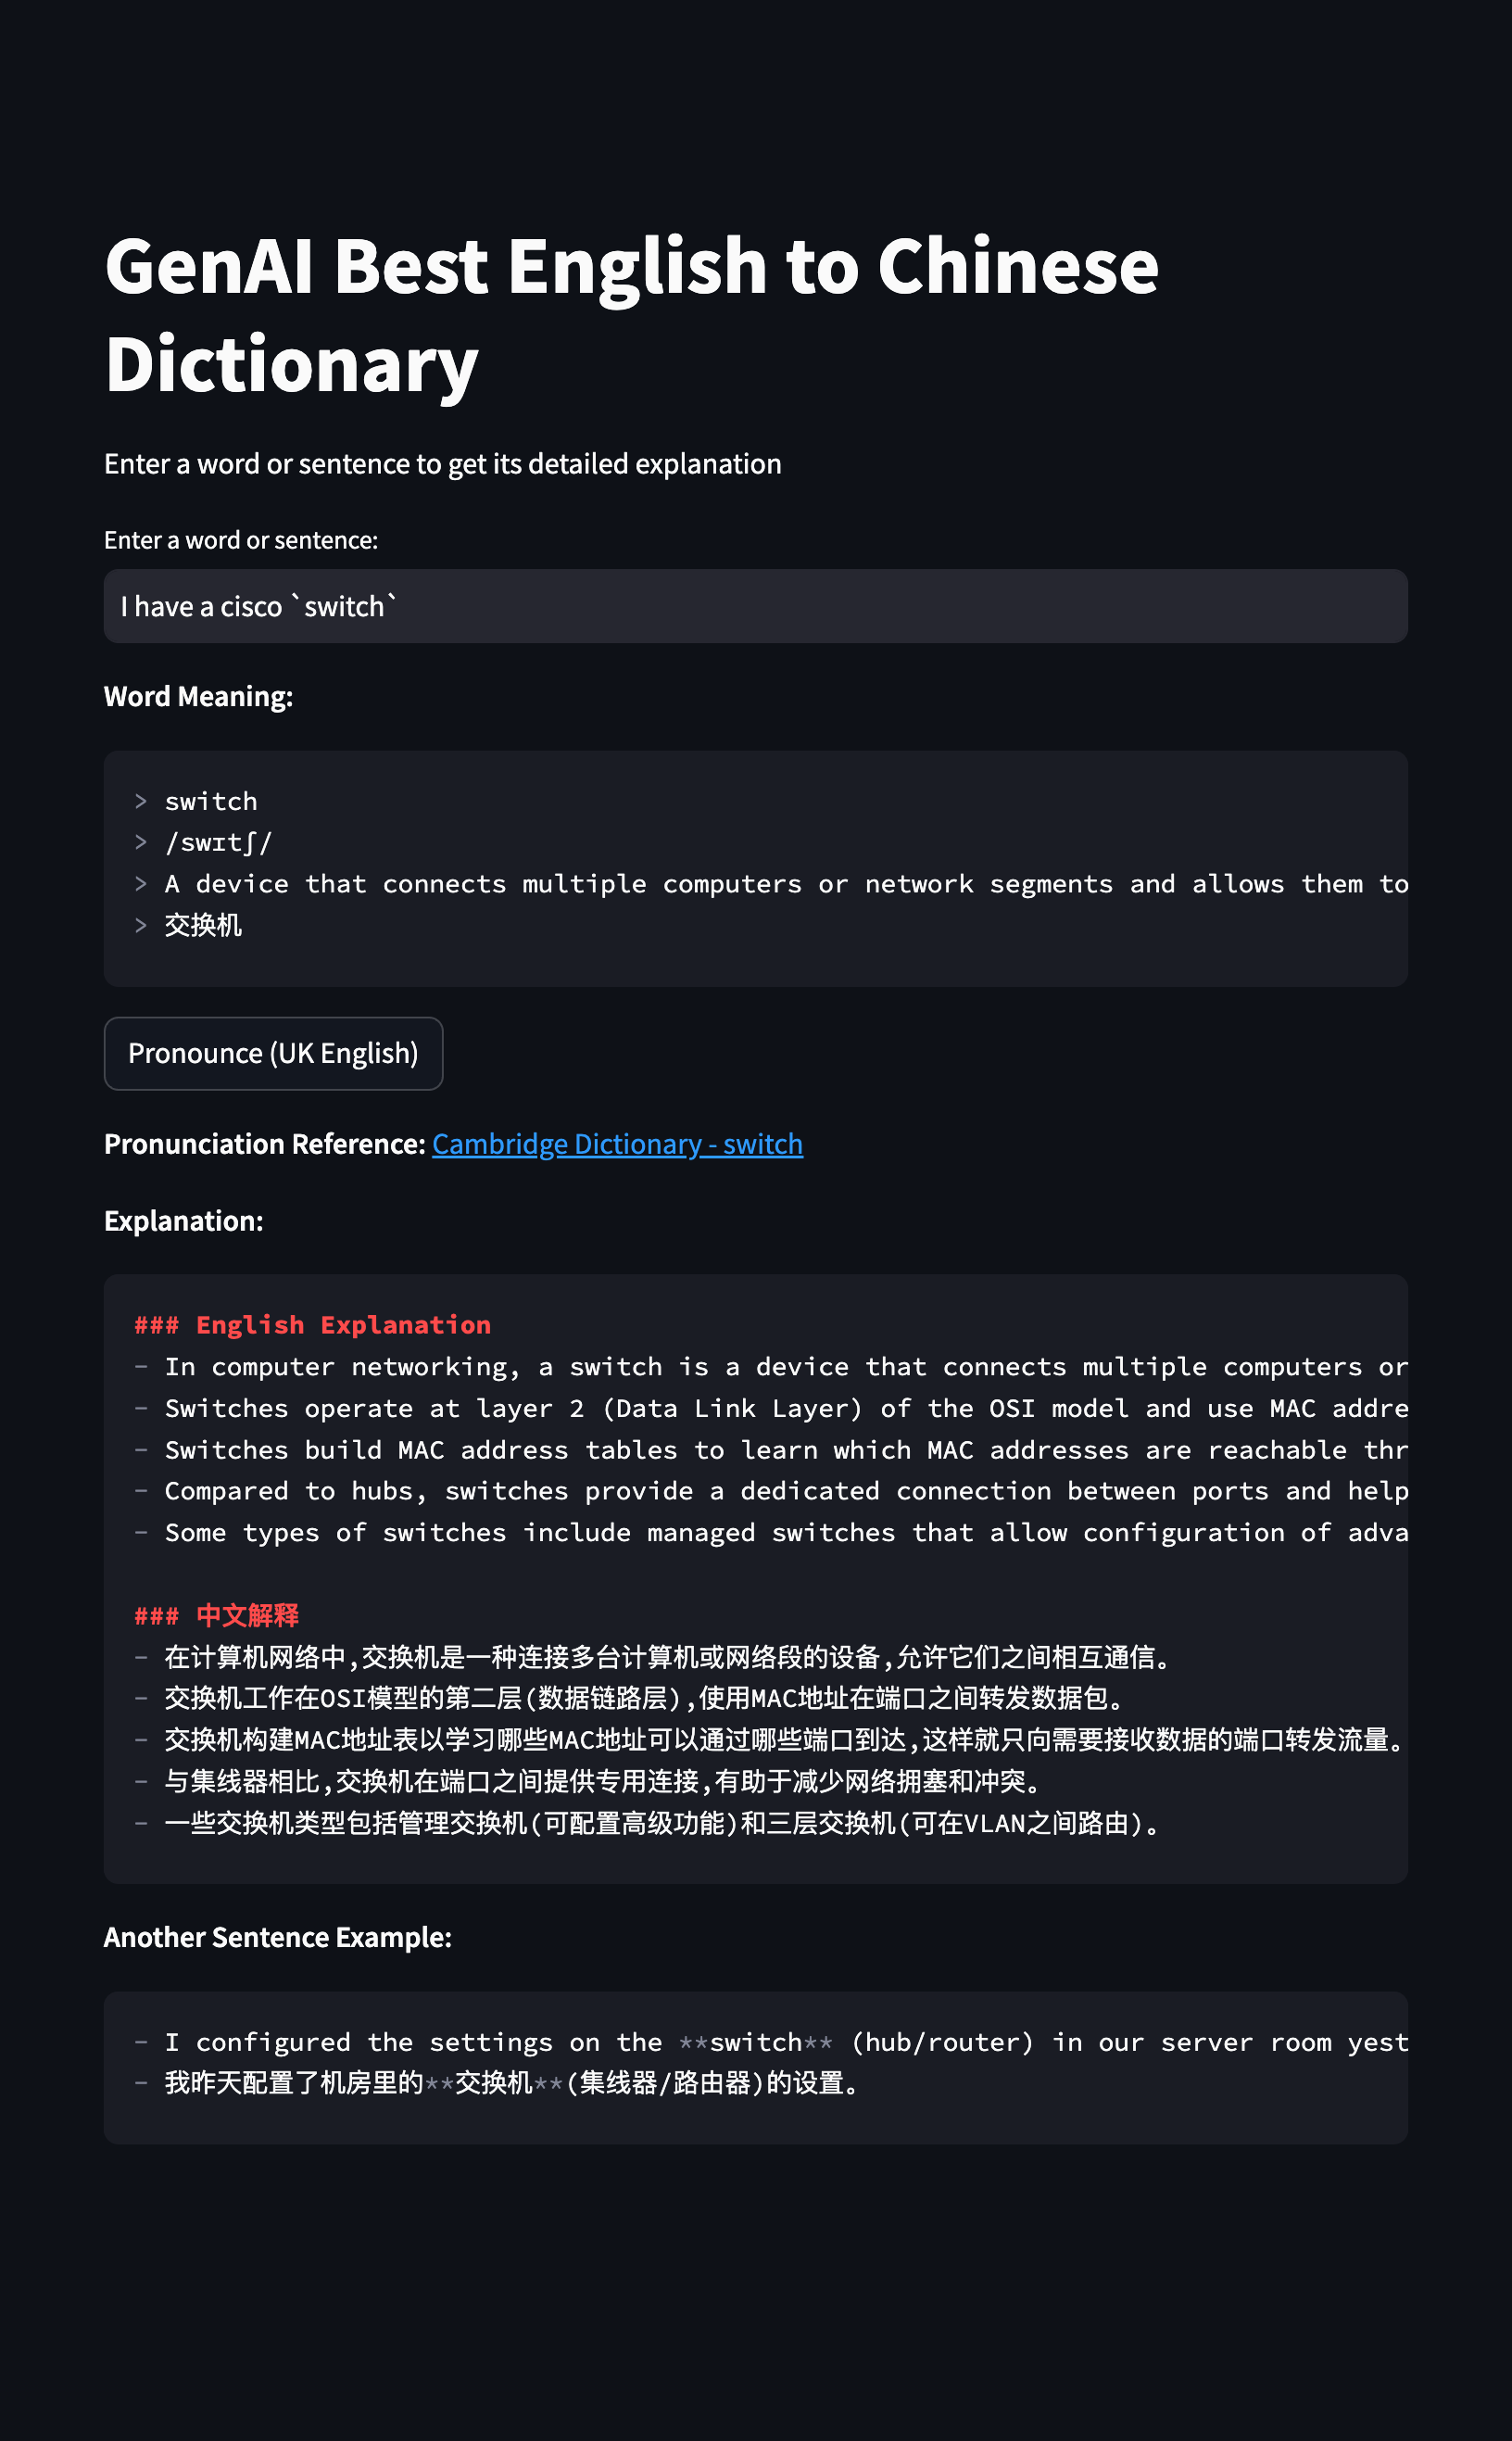 GenAI Best English to Chinese
Dictionary
Enter a word or sentence to get its detailed explanation
Enter a word or sentence:
I have a cisco `switch`
Word Meaning:
> switch
> /swɪtʃ/
> A device that connects multiple computers or network segments and allows them to
> 交换机
Pronounce (UK English)
Pronunciation Reference: Cambridge Dictionary - switch
Explanation:
### English Explanation
- In computer networking, a switch is a device that connects multiple computers or
- Switches operate at layer 2 (Data Link Layer) of the OSI model and use MAC addre
- Switches build MAC address tables to learn which MAC addresses are reachable thr
- Compared to hubs, switches provide a dedicated connection between ports and help
- Some types of switches include managed switches that allow configuration of adva
### 中文解释
- 在计算机网络中,交换机是一种连接多台计算机或网络段的设备,允许它们之间相互通信。
- 交换机工作在OSI模型的第二层(数据链路层),使用MAC地址在端口之间转发数据包。
- 交换机构建MAC地址表以学习哪些MAC地址可以通过哪些端口到达,这样就只向需要接收数据的端口转发流量。
- 与集线器相比,交换机在端口之间提供专用连接,有助于减少网络拥塞和冲突。
- 一些交换机类型包括管理交换机(可配置高级功能)和三层交换机(可在VLAN之间路由)。
Another Sentence Example:
- I configured the settings on the **switch** (hub/router) in our server room yest
- 我昨天配置了机房里的**交换机**(集线器/路由器)的设置。